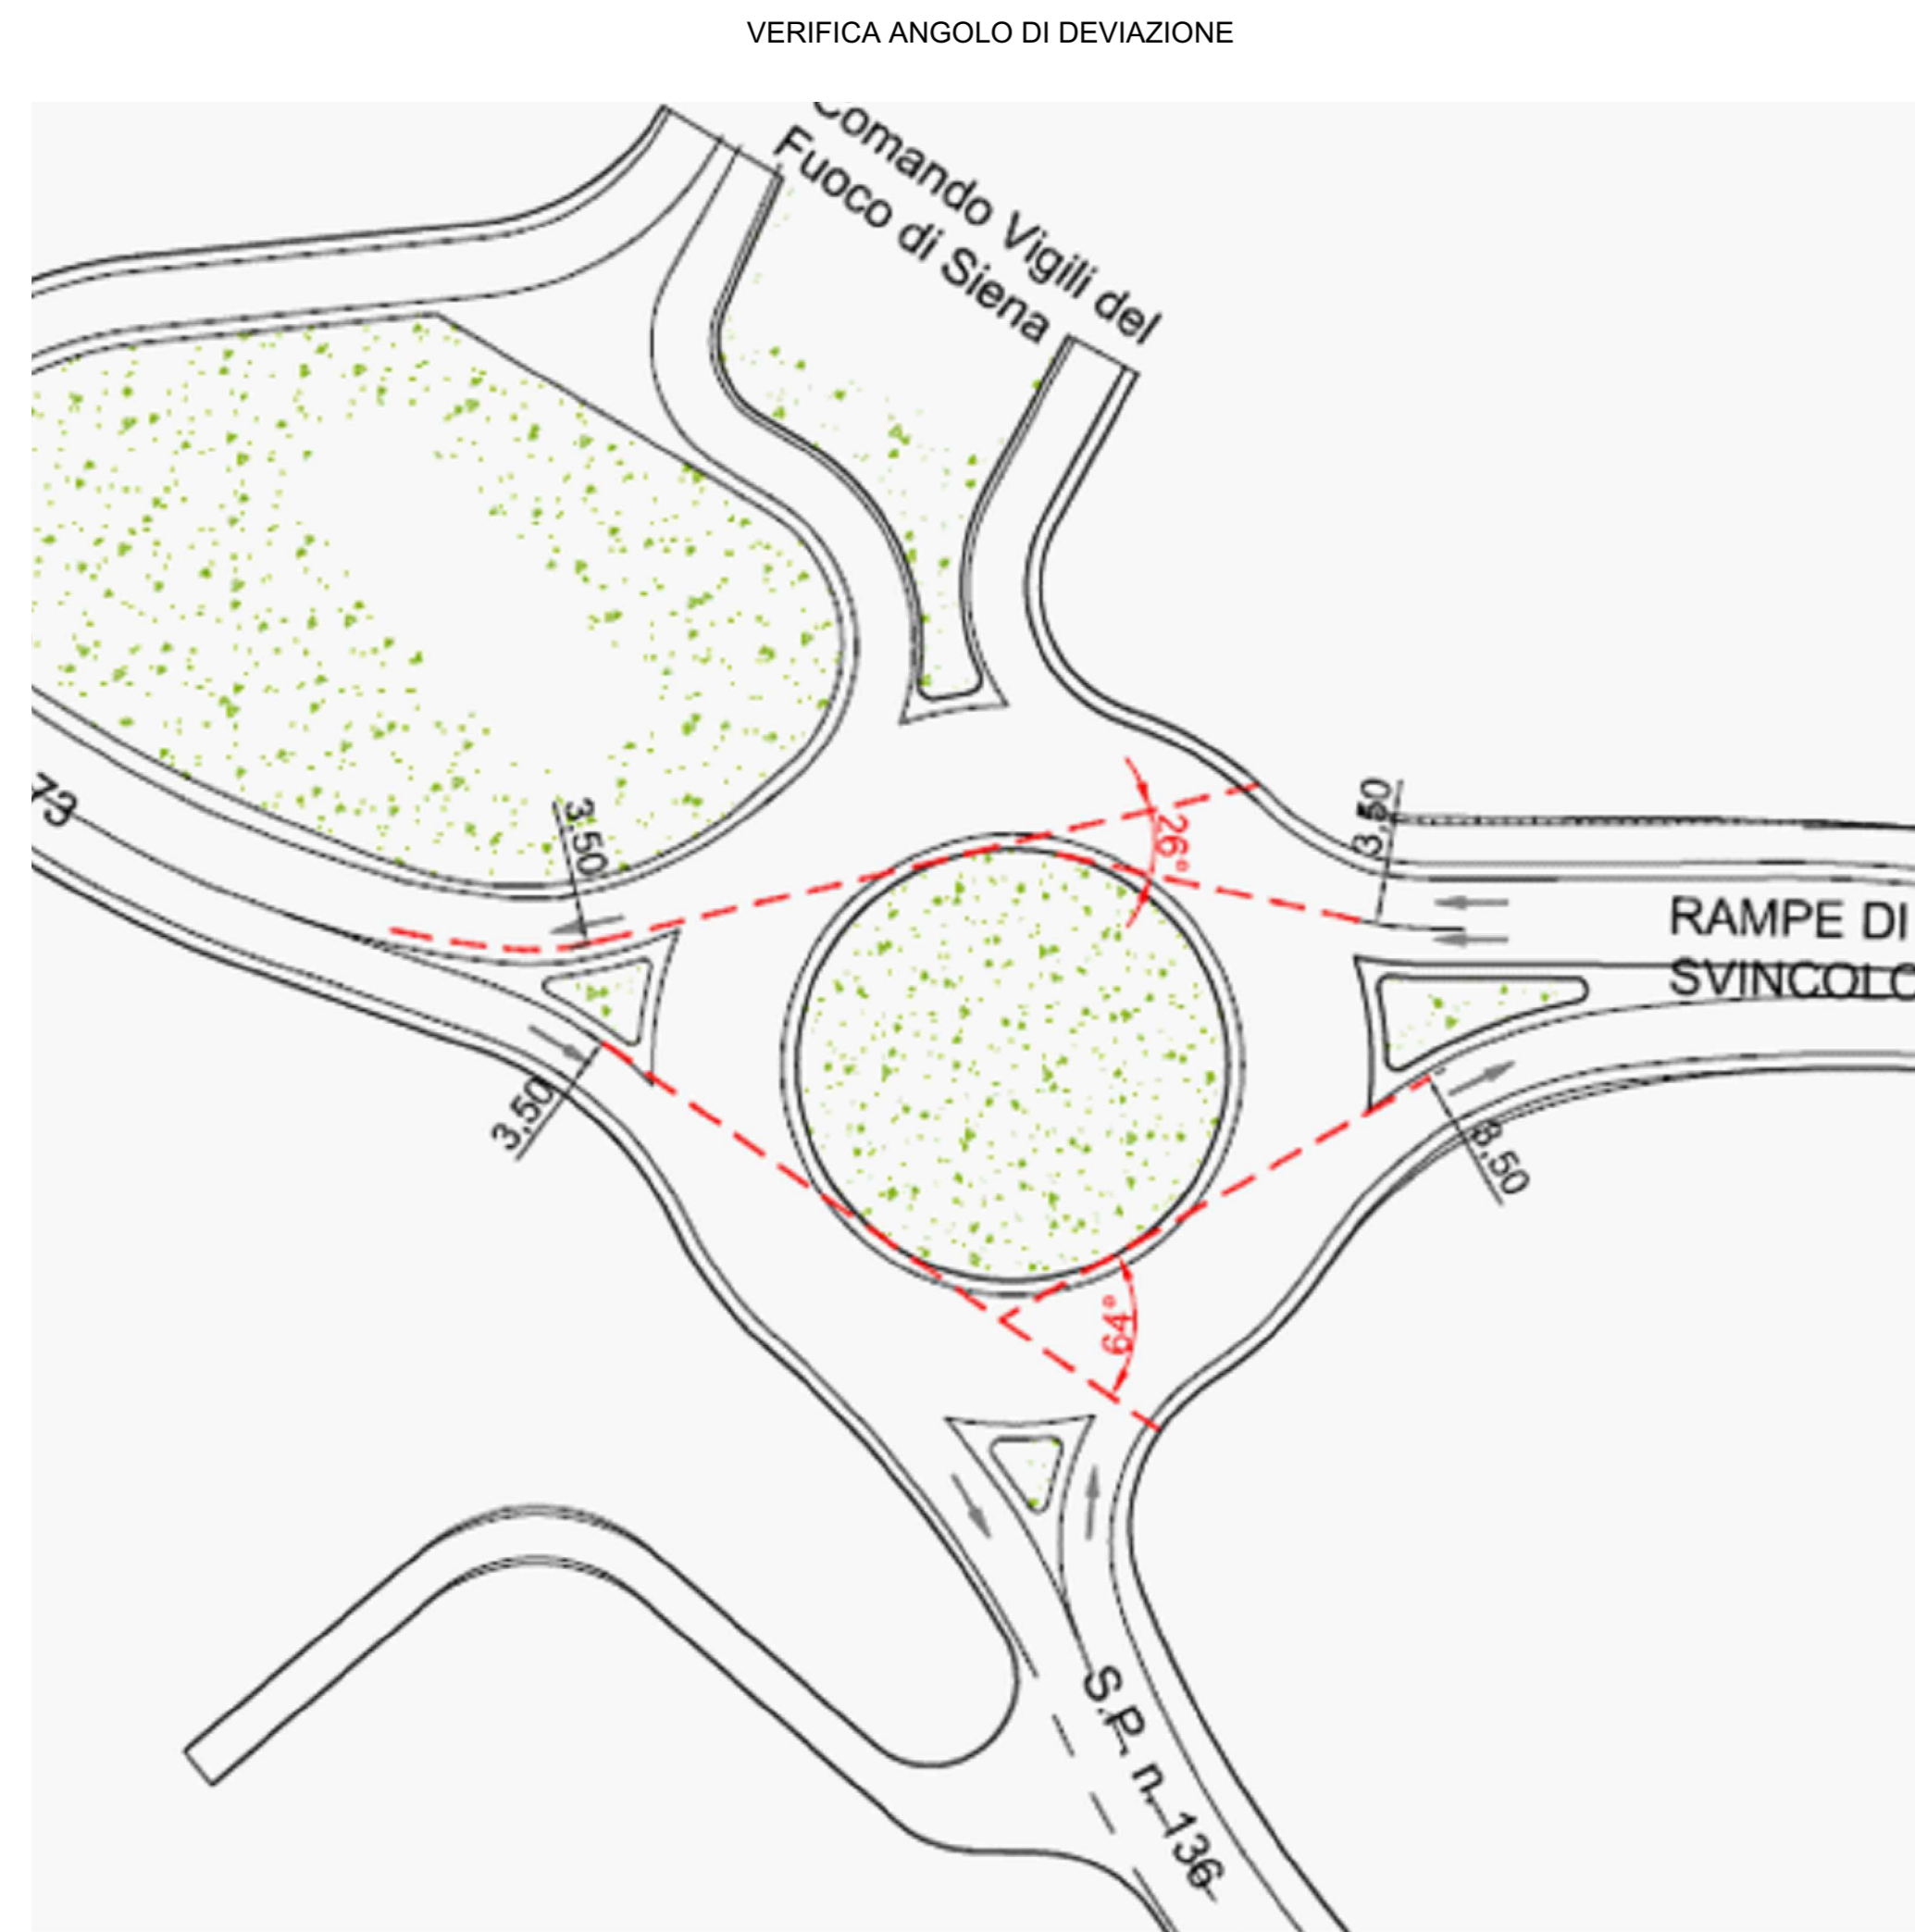 VERIFICA ANGOLO DI DEVIAZIONE
Comando Vigili del
Fuoco di Siena
73
3,50
3,50
26°
RAMPE DI
SVINCOLO
3,50
3,50
64°
S.P. n. 136